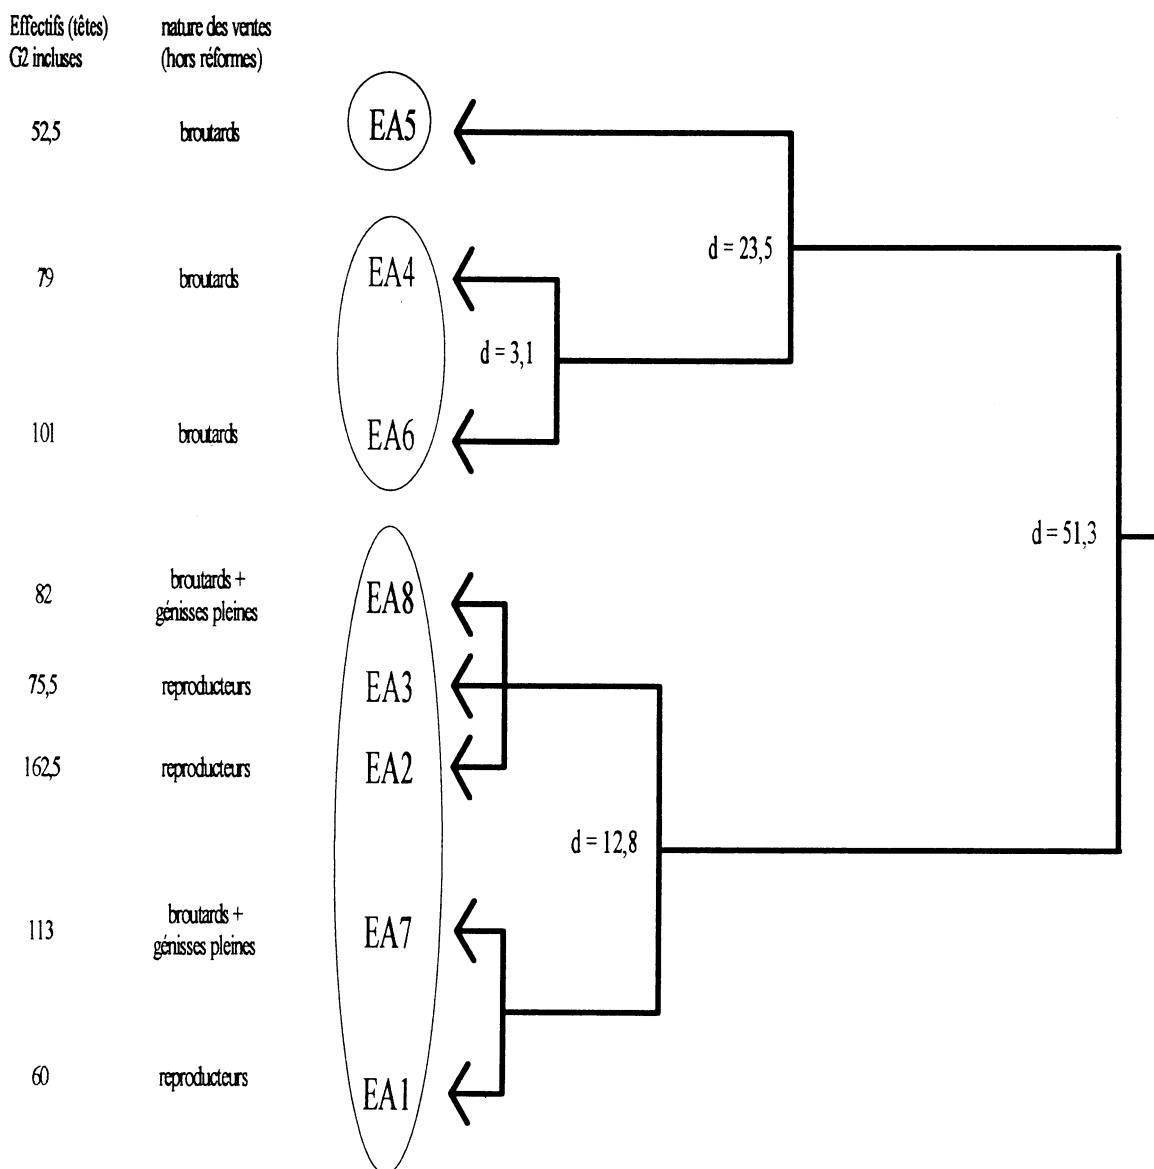 Effectifs (têtes) nature des ventes
G2 incluses (hors réformes)
52,5 broutards EA5
d = 23,5
79 broutards EA4
d = 3,1
101 broutards EA6
d = 51,3
broutards +
82 EA8
génisses pleines
75,5 reproducteurs EA3
162,5 reproducteurs EA2
d = 12,8
broutards +
113 EA7
génisses pleines
60 reproducteurs EA1